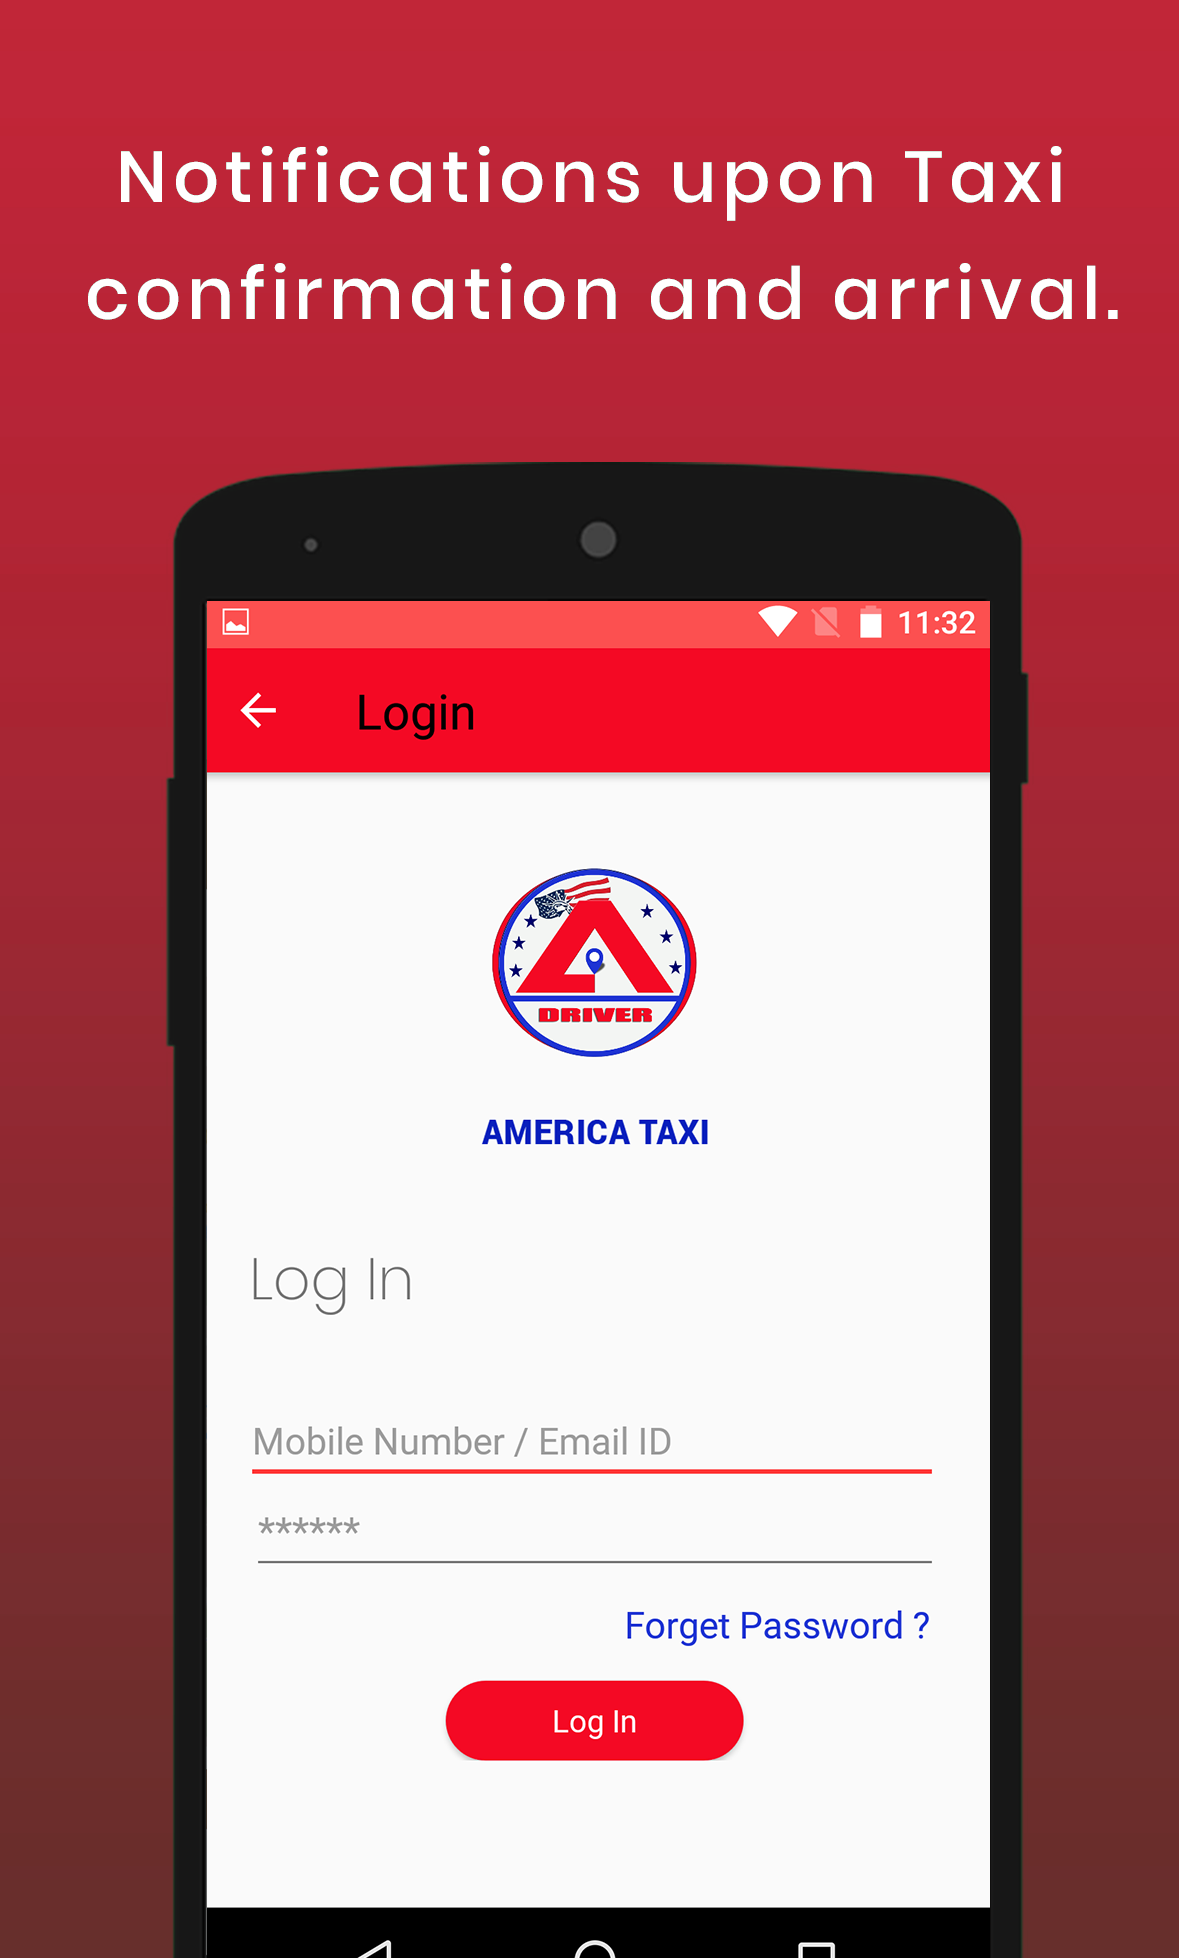 Notifications upon Taxi
confirmation and arrival.
11:32
Login
DRIVER
AMERICA TAXI
Log In
Mobile Number / Email ID
******
Forget Password ?
Log In